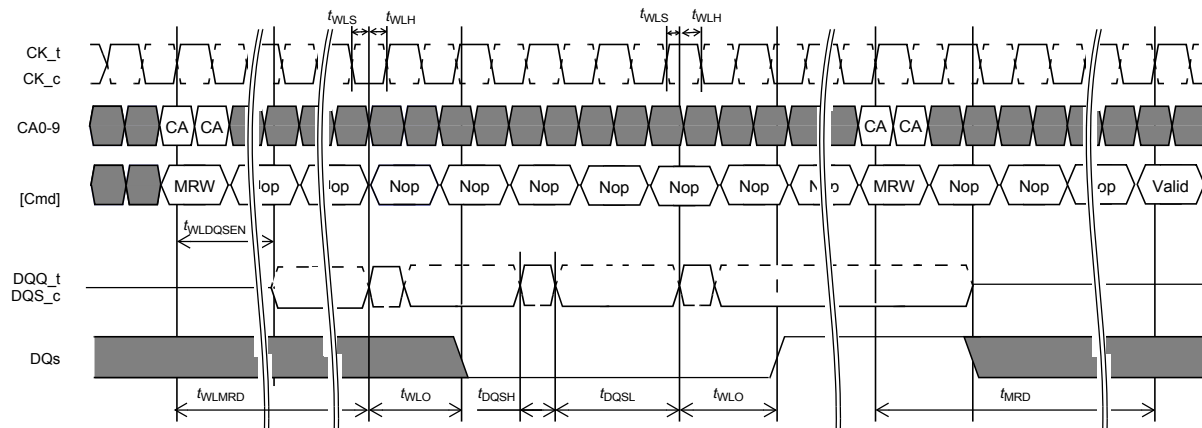 tWLS tWLH tWLS tWLH
CK_t
CK_c
CA0-9 CA CA CA CA
[Cmd] MRW Nop Nop Nop Nop Nop Nop Nop MRW Nop Nop Valid
tWLDQSEN
DQQ_t
DQS_c
DQs
tWLMRD tWLO tDQSH tDQSL tWLO tMRD